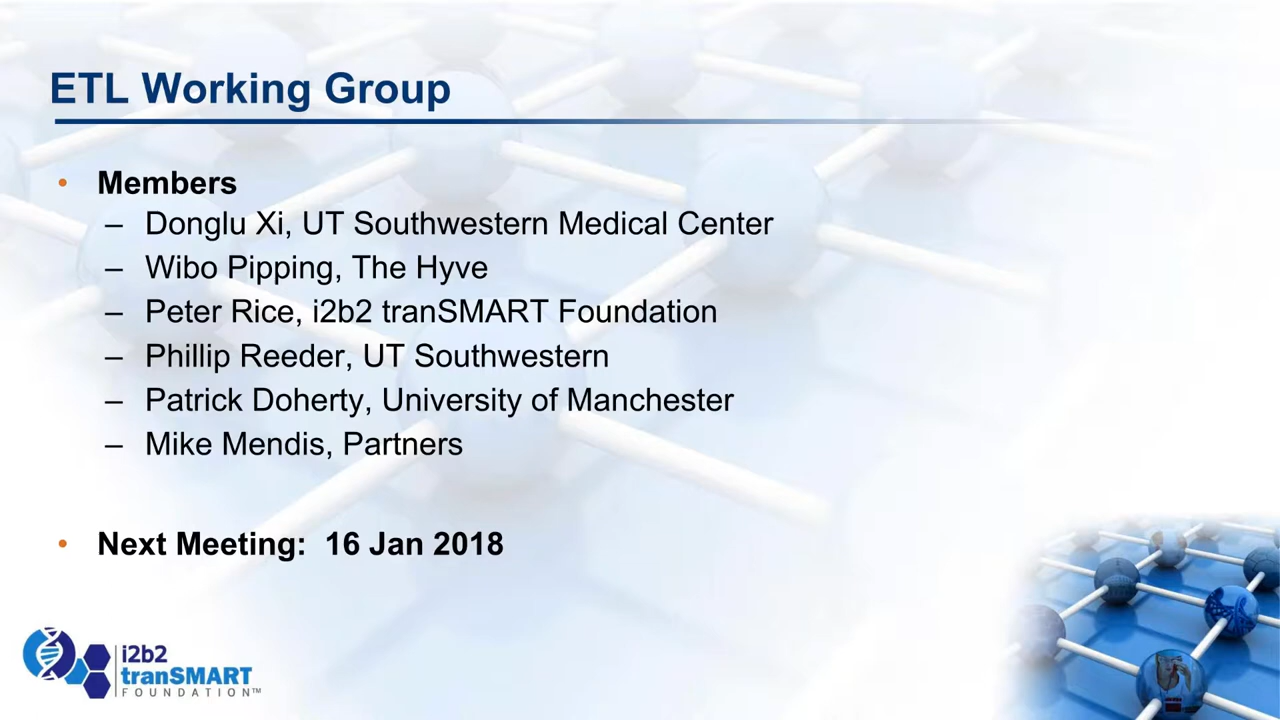 ETL Working Group
• Members
– Donglu Xi, UT Southwestern Medical Center
– Wibo Pipping, The Hyve
– Peter Rice, i2b2 tranSMART Foundation
– Phillip Reeder, UT Southwestern
– Patrick Doherty, University of Manchester
– Mike Mendis, Partners
• Next Meeting: 16 Jan 2018
i2b2
tranSMART
FOUNDATION™